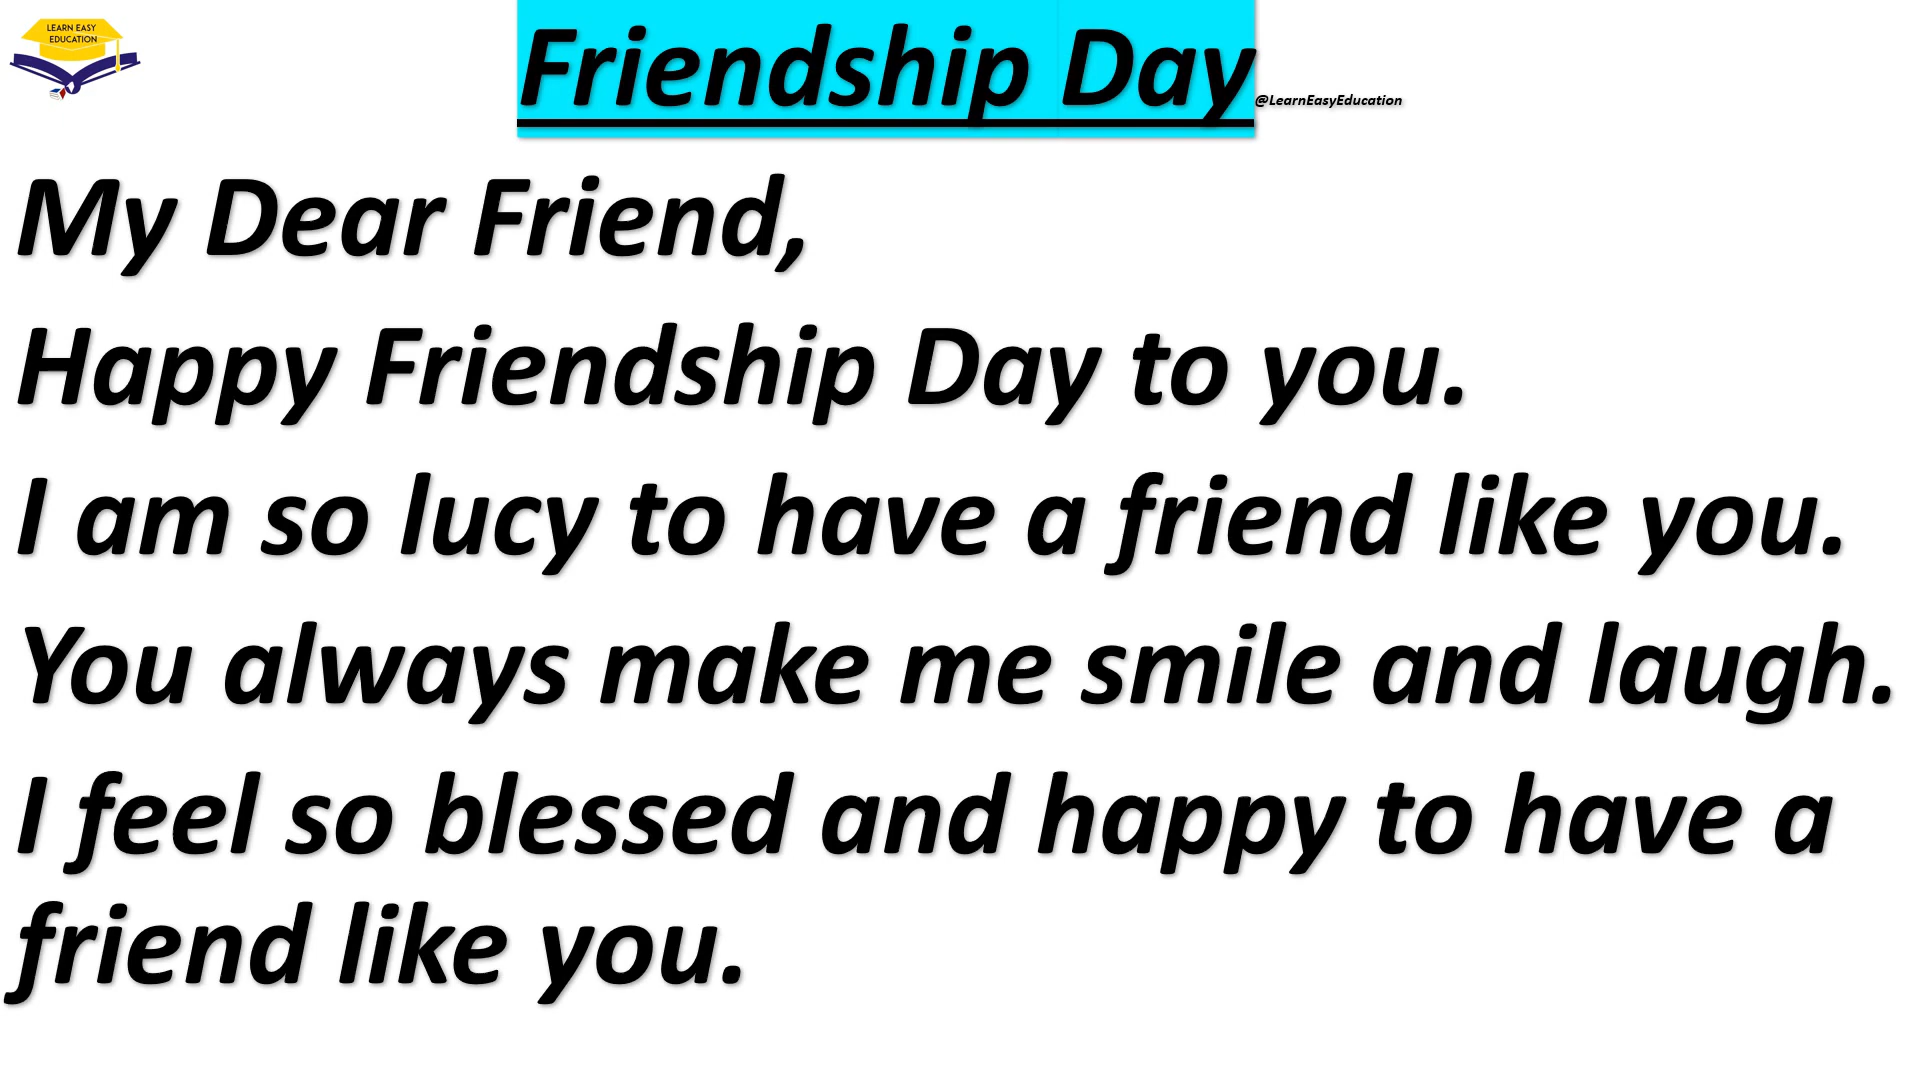 LEARN EASY
EDUCATION
Friendship Day @LearnEasyEducation
My Dear Friend,
Happy Friendship Day to you.
I am so lucy to have a friend like you.
You always make me smile and laugh.
I feel so blessed and happy to have a
friend like you.